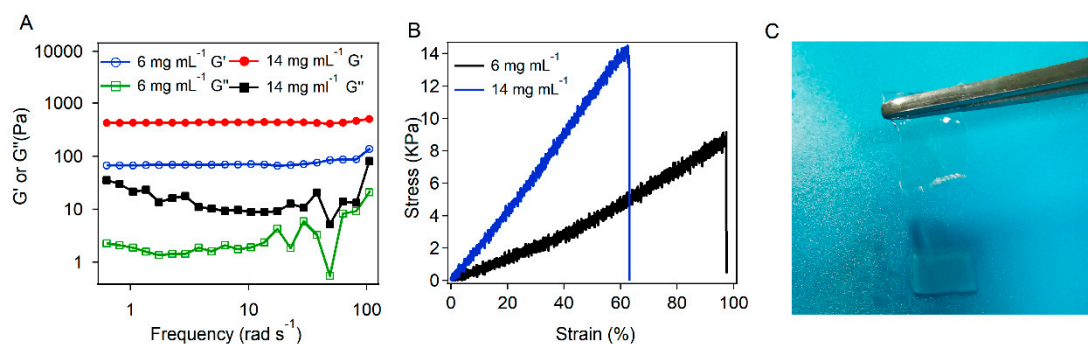 A
10000
1000
100
10
1
G' or G''(Pa)
6 mg mL⁻¹ G'
14 mg mL⁻¹ G'
6 mg mL⁻¹ G''
14 mg ml⁻¹ G''
1
10
100
Frequency (rad s⁻¹)
B
14
12
10
8
6
4
2
0
Stress (KPa)
6 mg mL⁻¹
14 mg mL⁻¹
0
20
40
60
80
100
Strain (%)
C